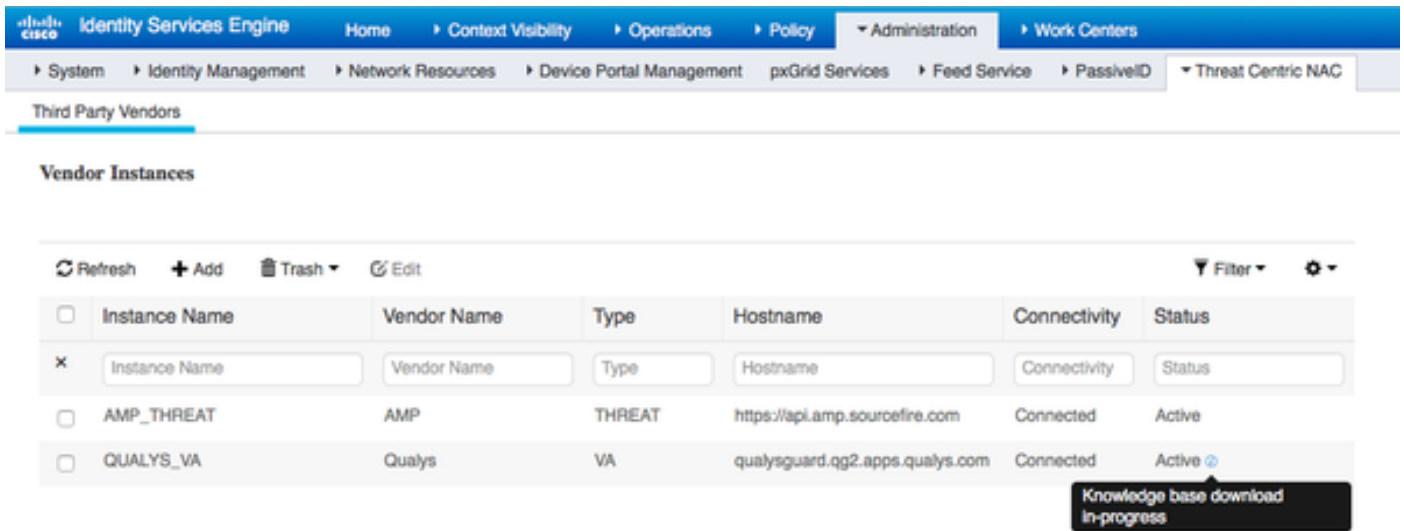 cisco Identity Services Engine Home Context Visibility Operations Policy Administration Work Centers
System Identity Management Network Resources Device Portal Management pxGrid Services Feed Service PassiveID Threat Centric NAC
Third Party Vendors
Vendor Instances
Refresh Add Trash Edit Filter
Instance Name Vendor Name Type Hostname Connectivity Status
Instance Name Vendor Name Type Hostname Connectivity Status
AMP_THREAT AMP THREAT https://api.amp.sourcefire.com Connected Active
QUALYS_VA Qualys VA qualysguard.qg2.apps.qualys.com Connected Active
Knowledge base download
in-progress